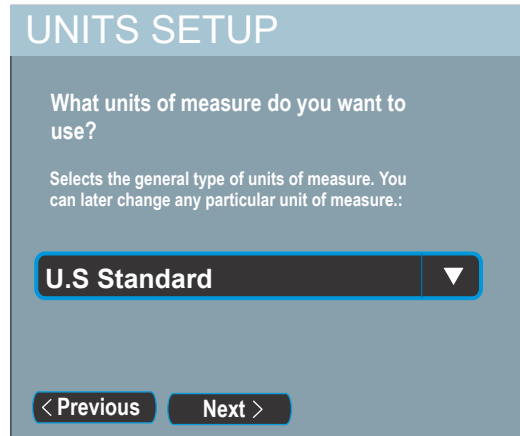 UNITS SETUP
What units of measure do you want to
use?
Selects the general type of units of measure. You
can later change any particular unit of measure.:
U.S Standard
Previous Next